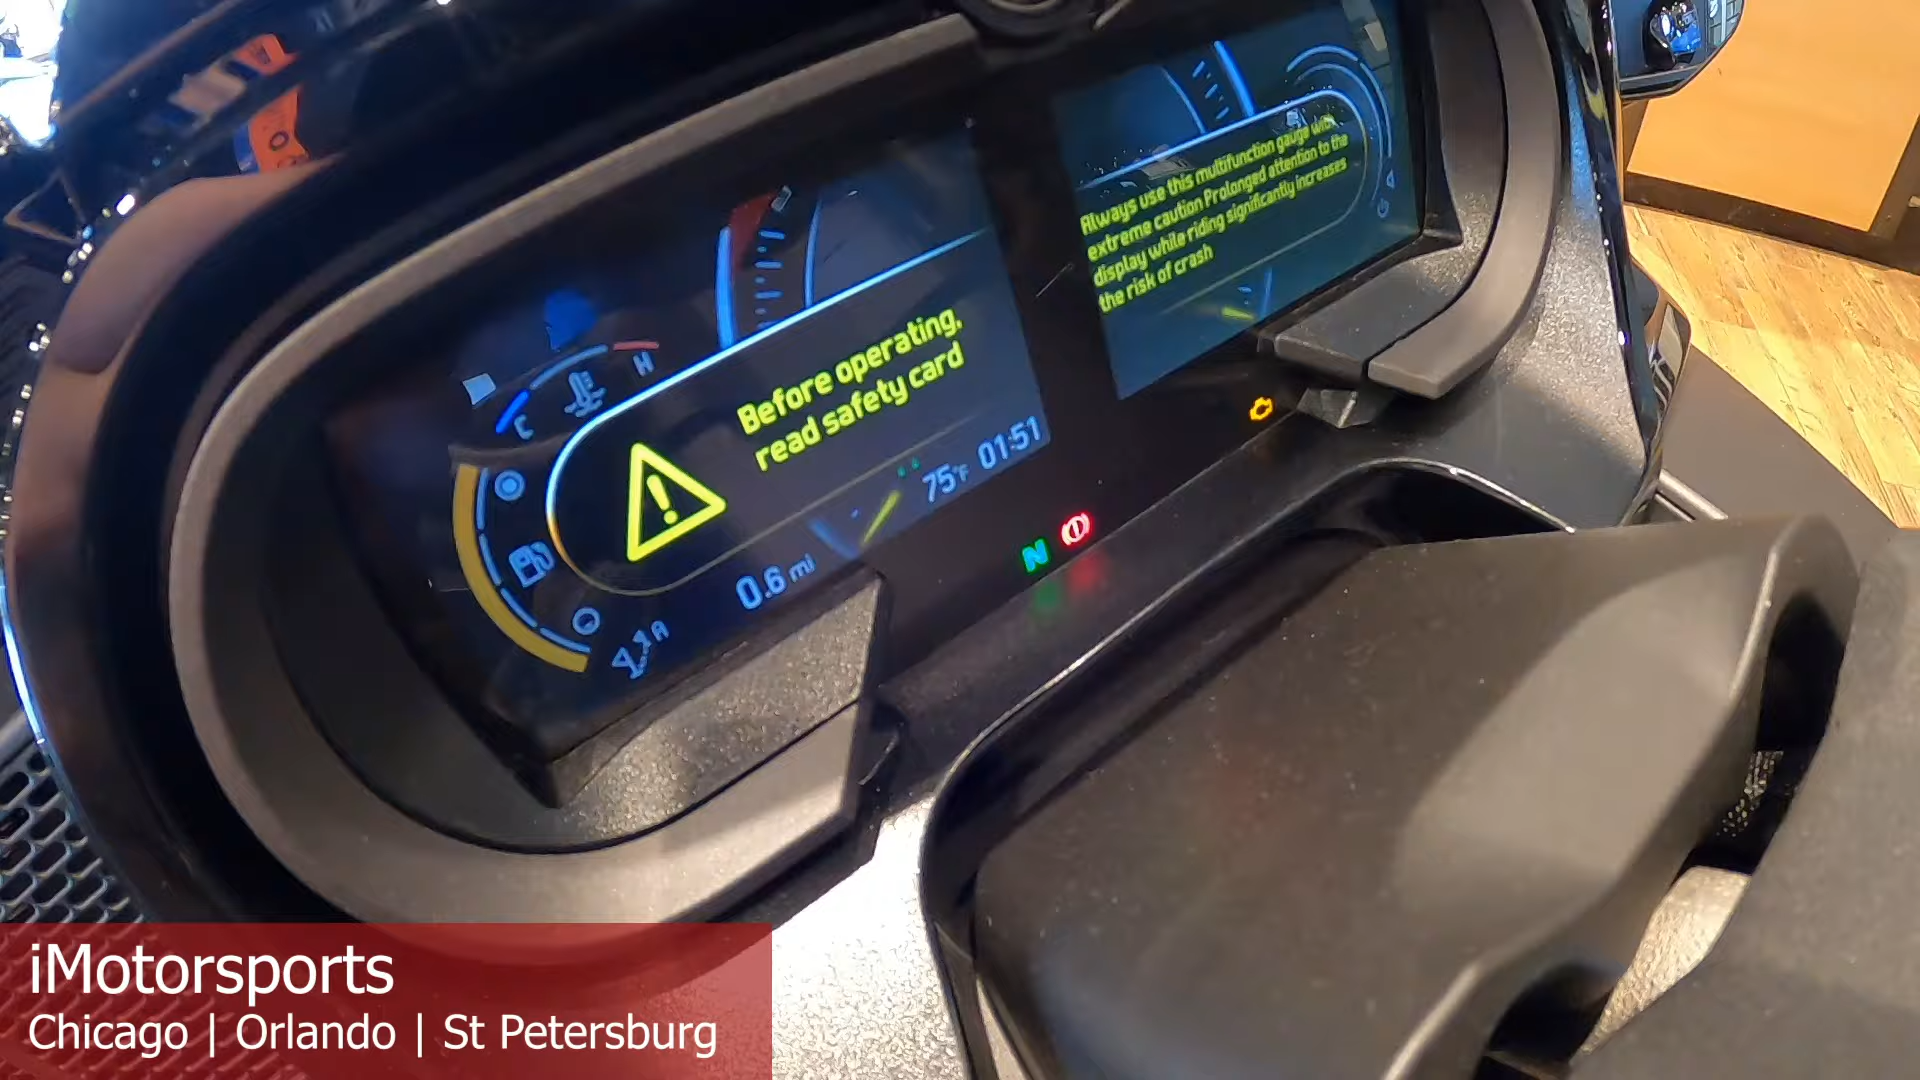 Always use this multifunction gauge with
extreme caution Prolonged attention to the
display while riding significantly increases
the risk of crash
H
C
Before operating,
read safety card
75°F 01:51
0.6 mi
A
N
iMotorsports
Chicago | Orlando | St Petersburg